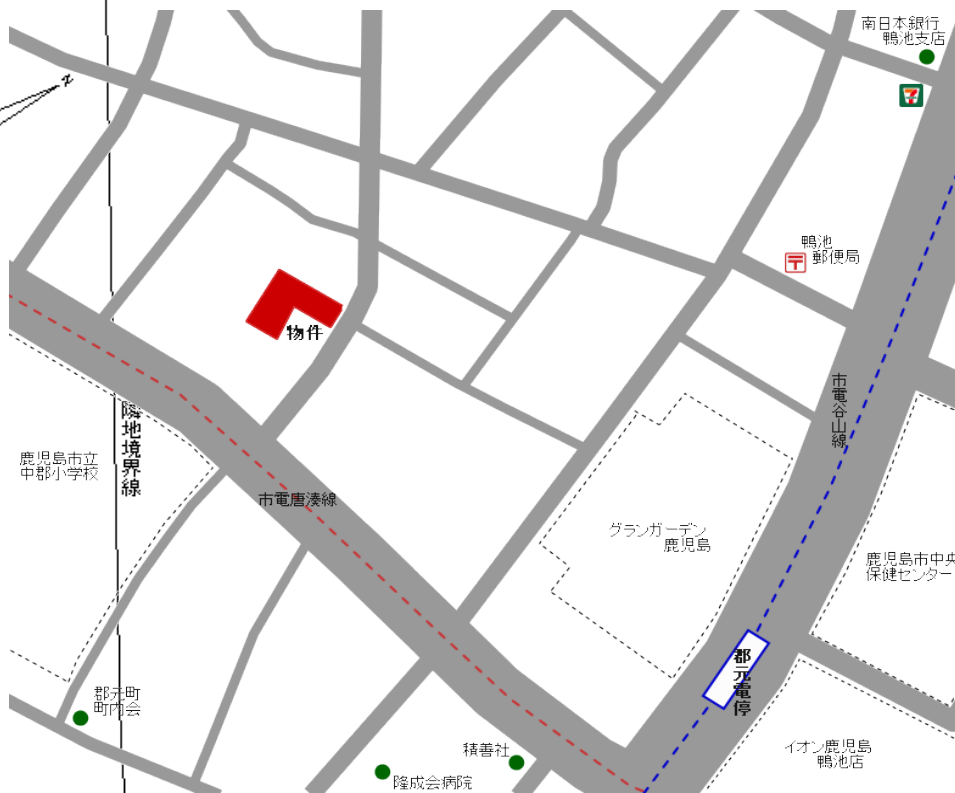 南日本銀行
鴨池支店
7
z
鴨池
郵便局
〒
物件
市電谷山線
隣地境界線
鹿児島市立
中郡小学校
市電唐湊線
グランガーデン
鹿児島
鹿児島市中央
保健センター
郡元電停
郡元町
町内会
積善社
隆成会病院
イオン鹿児島
鴨池店